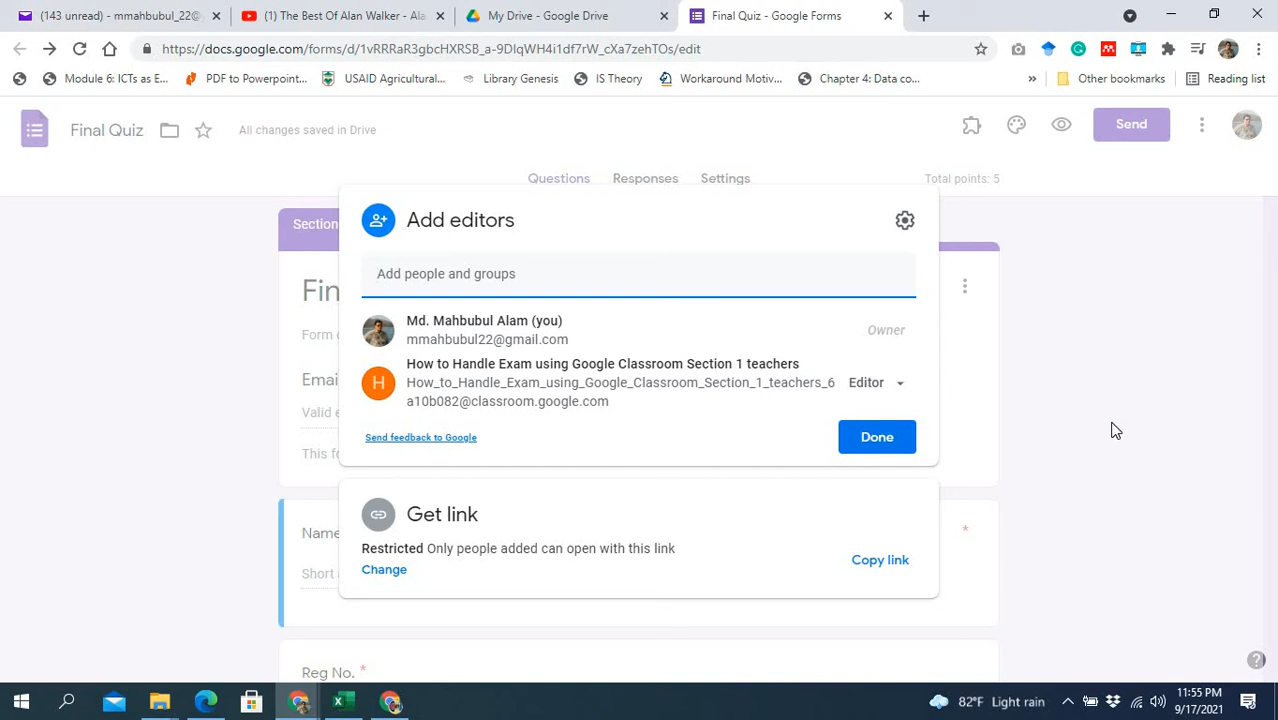 (143 unread) - mmahbubul_22@
(1) The Best Of Alan Walker - Al
My Drive - Google Drive
Final Quiz - Google Forms
https://docs.google.com/forms/d/1vRRRaR3gbcHXRSB_a-9DIqWH4i1df7rW_cXa7zehTOs/edit
Module 6: ICTs as E...
PDF to Powerpoint...
USAID Agricultural...
Library Genesis
IS Theory
Workaround Motiv...
Chapter 4: Data co...
»
Other bookmarks
Reading list
Final Quiz
All changes saved in Drive
Send
Questions
Responses
Settings
Total points: 5
Section
Add editors
Fin
Add people and groups
Form
Md. Mahbubul Alam (you)
mmahbubul22@gmail.com
Owner
Emai
How to Handle Exam using Google Classroom Section 1 teachers
How_to_Handle_Exam_using_Google_Classroom_Section_1_teachers_6
a10b082@classroom.google.com
H
Editor
Valid e
This fo
Send feedback to Google
Done
Get link
Name
*
Restricted Only people added can open with this link
Change
Copy link
Short a
Reg No. *
82°F Light rain
11:55 PM
9/17/2021